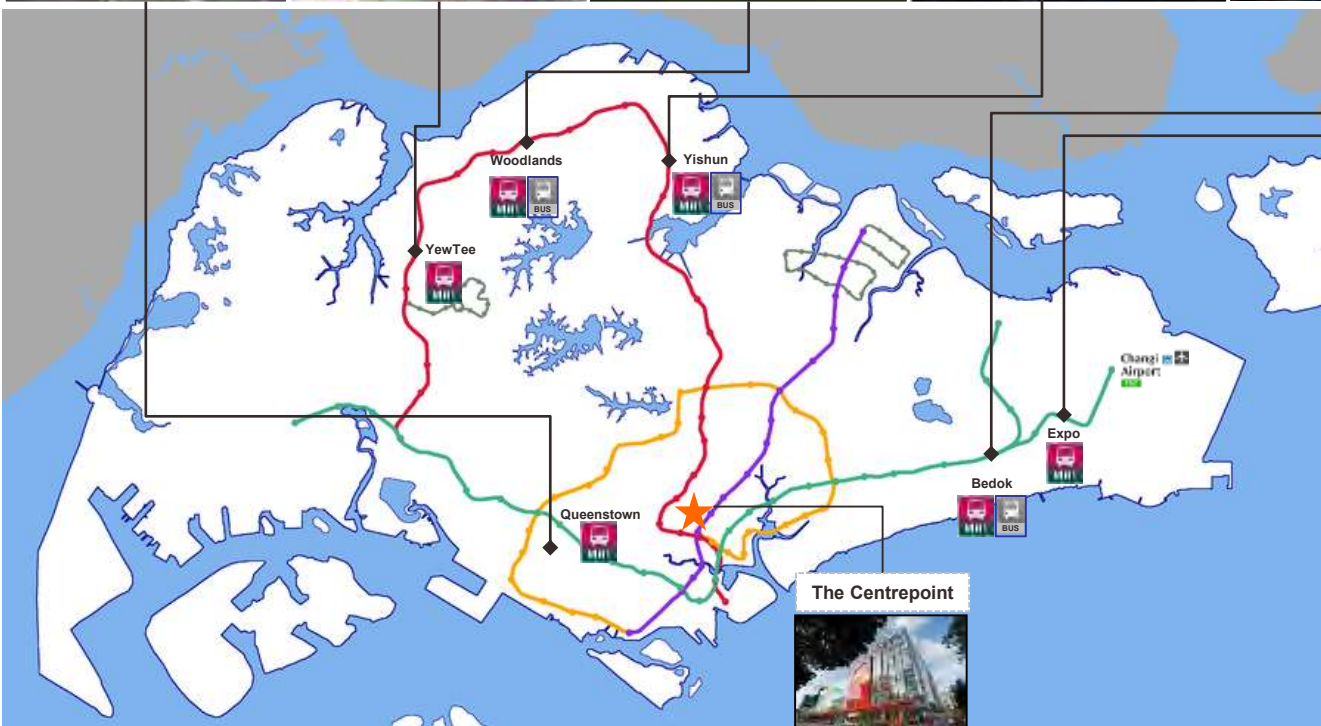 Woodlands
BUS
Yishun
BUS
YewTee
Changi
Airport
Expo
Bedok
BUS
Queenstown
The Centrepoint